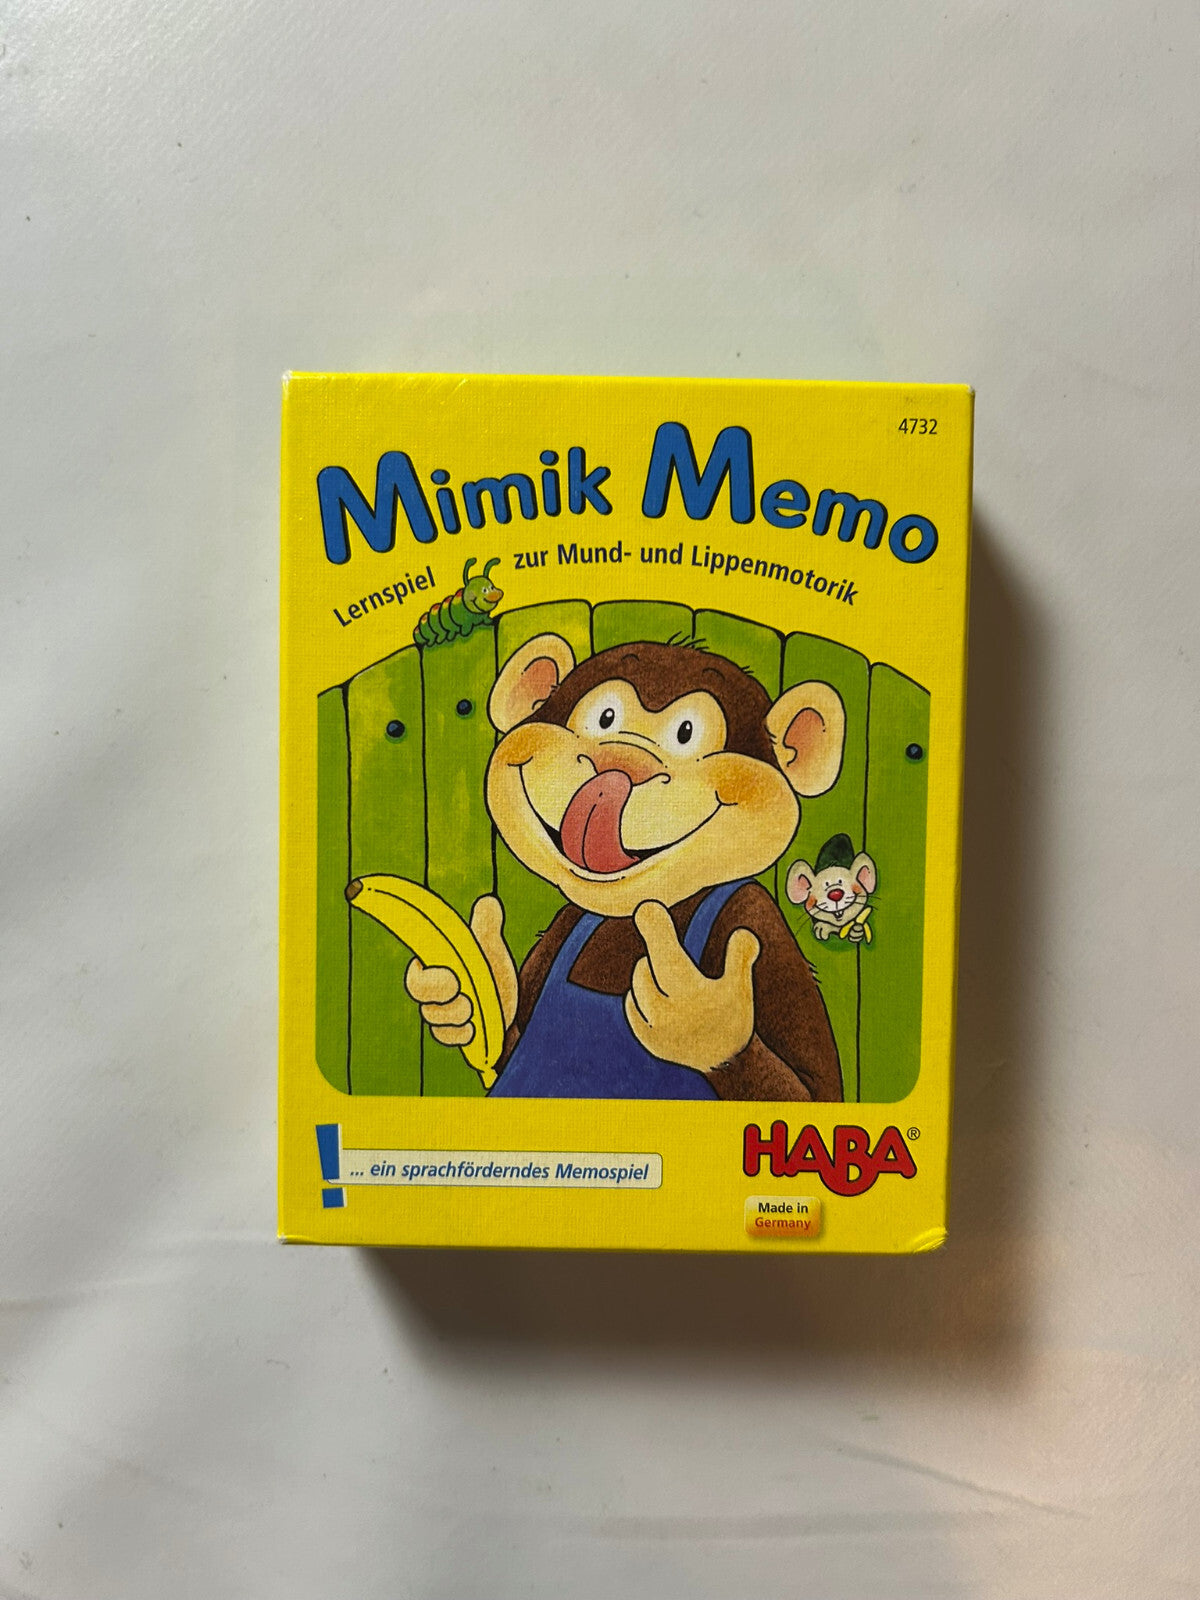 4732
Mimik Memo
Lernspiel zur Mund- und Lippenmotorik
HABA®
! ... ein sprachförderndes Memospiel
Made in
Germany